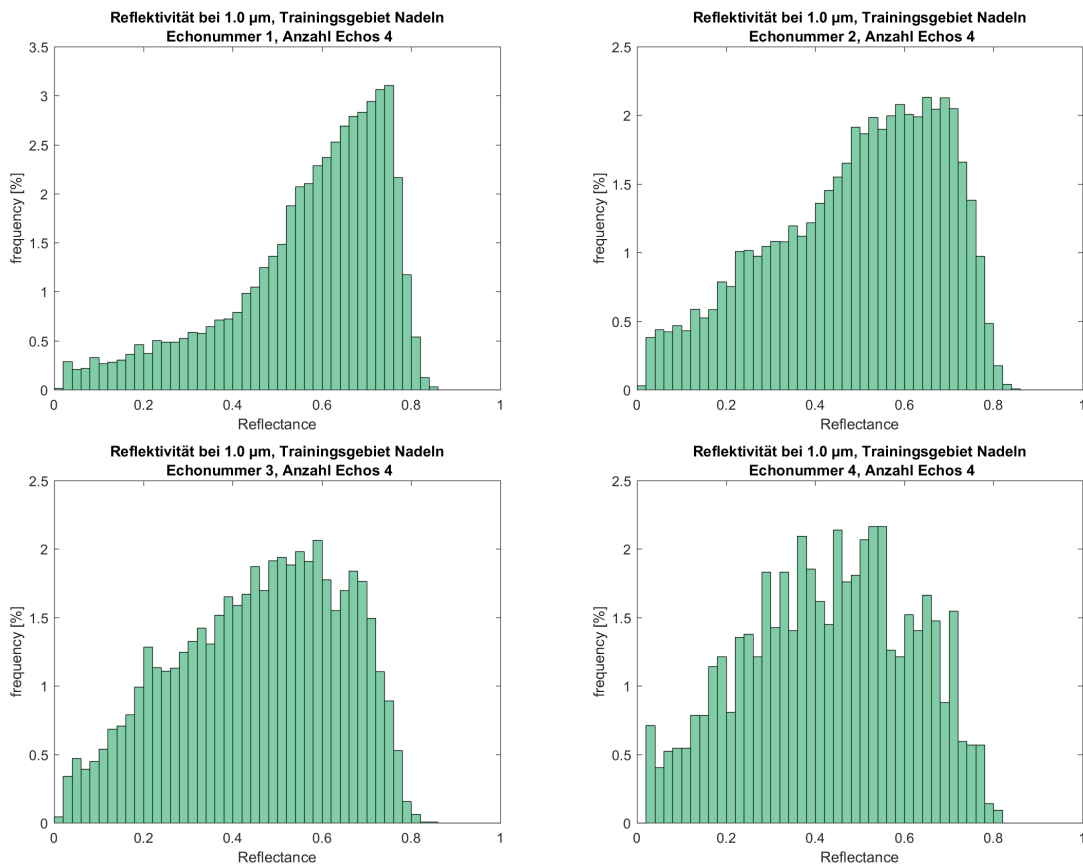 Reflektivität bei 1.0 µm, Trainingsgebiet Nadeln
Echonummer 1, Anzahl Echos 4
3.5
3
2.5
2
1.5
1
0.5
0
frequency [%]
0 0.2 0.4 0.6 0.8 1
Reflectance
Reflektivität bei 1.0 µm, Trainingsgebiet Nadeln
Echonummer 2, Anzahl Echos 4
2.5
2
1.5
1
0.5
0
frequency [%]
0 0.2 0.4 0.6 0.8 1
Reflectance
Reflektivität bei 1.0 µm, Trainingsgebiet Nadeln
Echonummer 3, Anzahl Echos 4
2.5
2
1.5
1
0.5
0
frequency [%]
0 0.2 0.4 0.6 0.8 1
Reflectance
Reflektivität bei 1.0 µm, Trainingsgebiet Nadeln
Echonummer 4, Anzahl Echos 4
2.5
2
1.5
1
0.5
0
frequency [%]
0 0.2 0.4 0.6 0.8 1
Reflectance